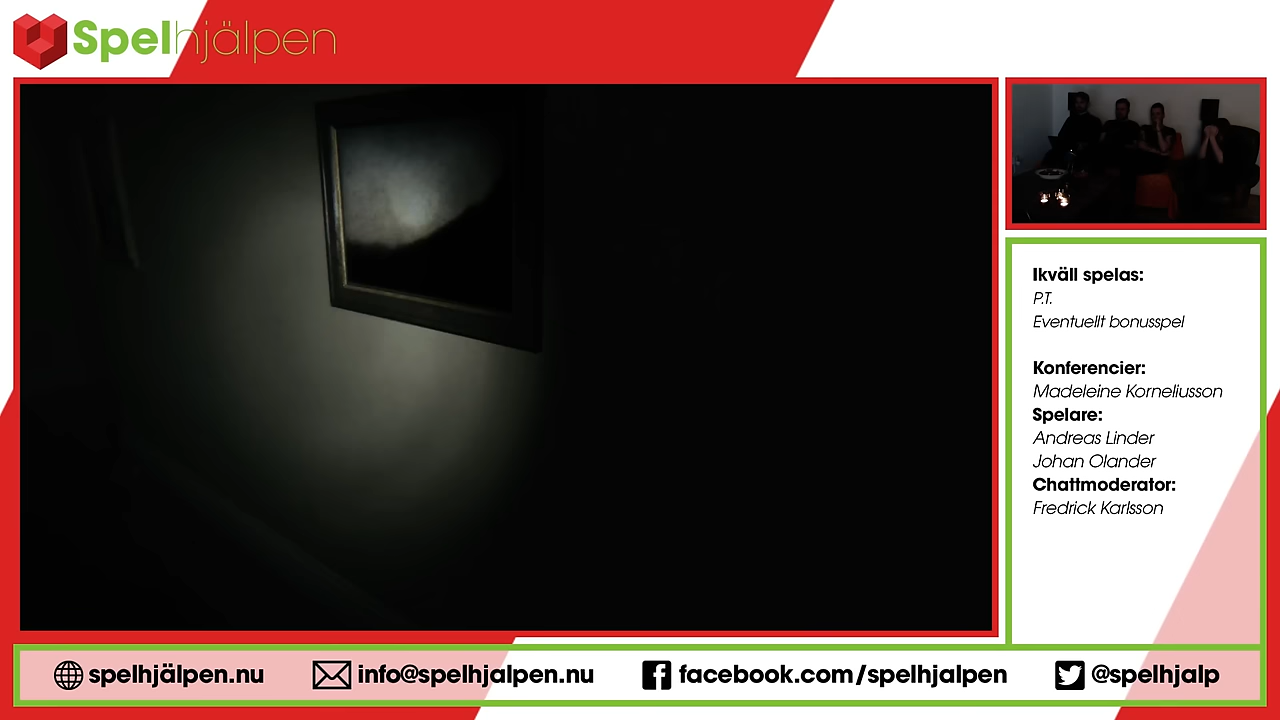 Spelhjälpen
Ikväll spelas:
P.T.
Eventuellt bonusspel
Konferencier:
Madeleine Korneliusson
Spelare:
Andreas Linder
Johan Olander
Chattmoderator:
Fredrick Karlsson
spelhjälpen.nu
info@spelhjalpen.nu
facebook.com/spelhjalpen
@spelhjalp